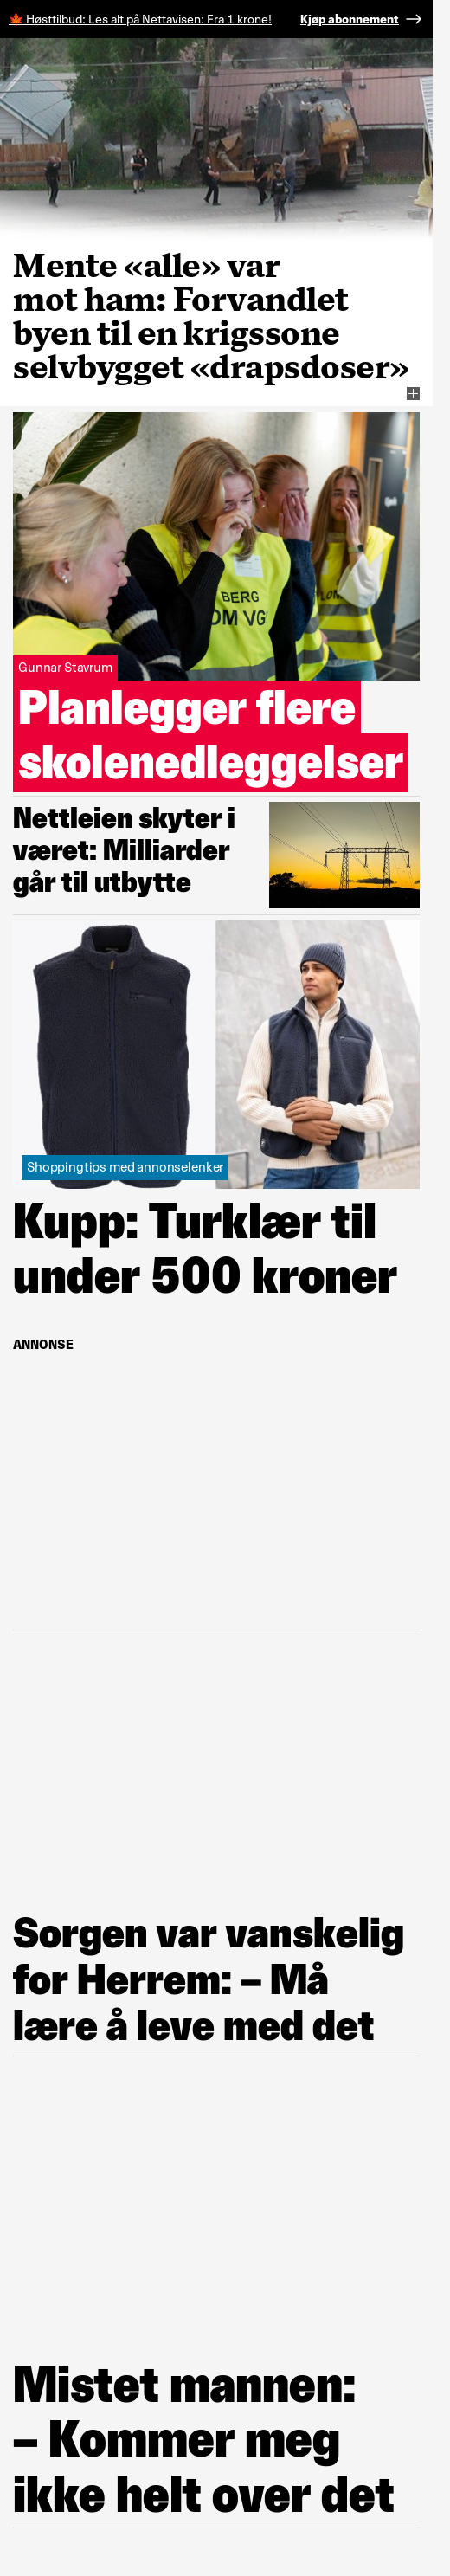 🍁 Høsttilbud: Les alt på Nettavisen: Fra 1 krone! Kjøp abonnement →
Mente «alle» var
mot ham: Forvandlet
byen til en krigssone
selvbygget «drapsdoser»
BERG
OM VGS
LOM
Gunnar Stavrum
Planlegger flere
skolenedleggelser
Nettleien skyter i
været: Milliarder
går til utbytte
Shoppingtips med annonselenker
Kupp: Turklær til
under 500 kroner
ANNONSE
Sorgen var vanskelig
for Herrem: – Må
lære å leve med det
Mistet mannen:
– Kommer meg
ikke helt over det